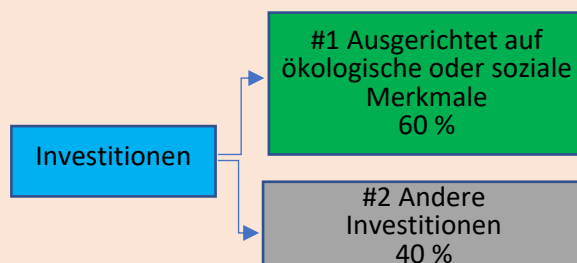 #1 Ausgerichtet auf
ökologische oder soziale
Merkmale
60 %
Investitionen
#2 Andere
Investitionen
40 %